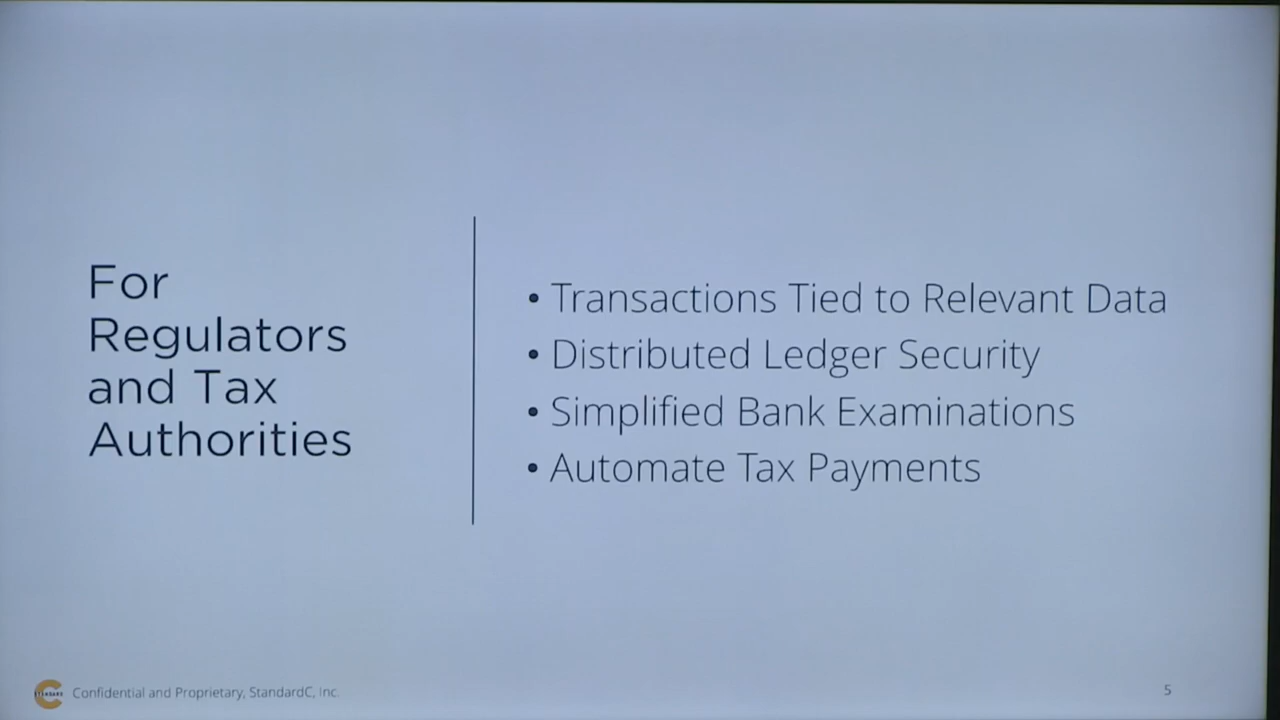 For
Regulators
and Tax
Authorities
• Transactions Tied to Relevant Data
• Distributed Ledger Security
• Simplified Bank Examinations
• Automate Tax Payments
Confidential and Proprietary, StandardC, Inc.
5